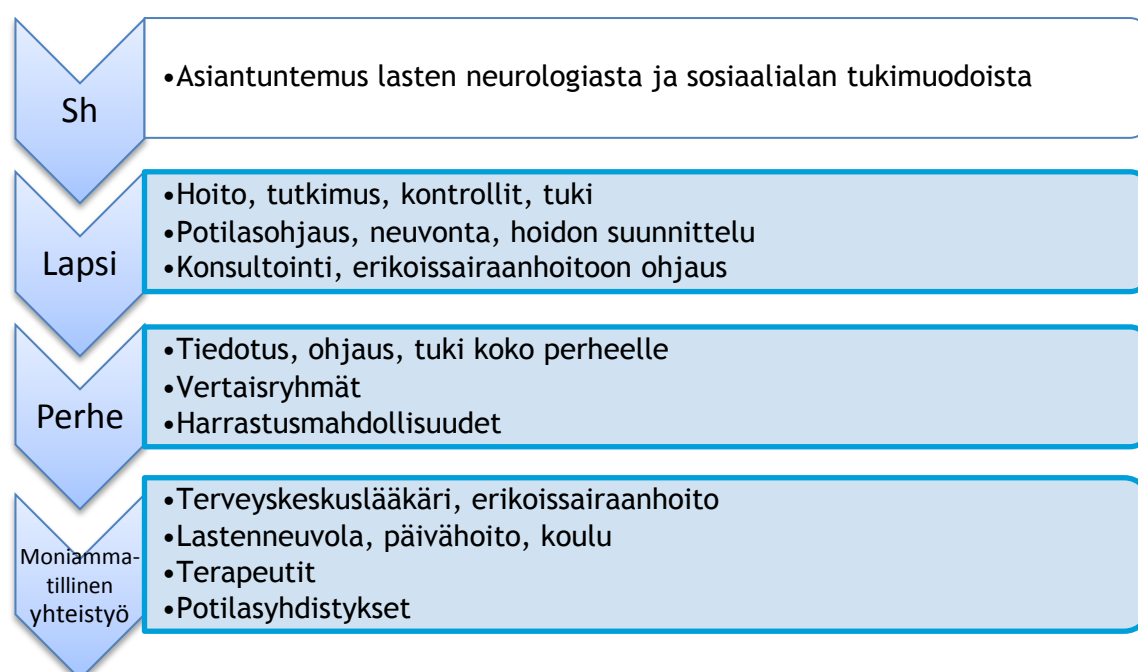 Sh
•Asiantuntemus lasten neurologiasta ja sosiaalialan tukimuodoista
Lapsi
•Hoito, tutkimus, kontrollit, tuki
•Potilasohjaus, neuvonta, hoidon suunnittelu
•Konsultointi, erikoissairaanhoitoon ohjaus
Perhe
•Tiedotus, ohjaus, tuki koko perheelle
•Vertaisryhmät
•Harrastusmahdollisuudet
Moniamma-
tillinen
yhteistyö
•Terveyskeskuslääkäri, erikoissairaanhoito
•Lastenneuvola, päivähoito, koulu
•Terapeutit
•Potilasyhdistykset